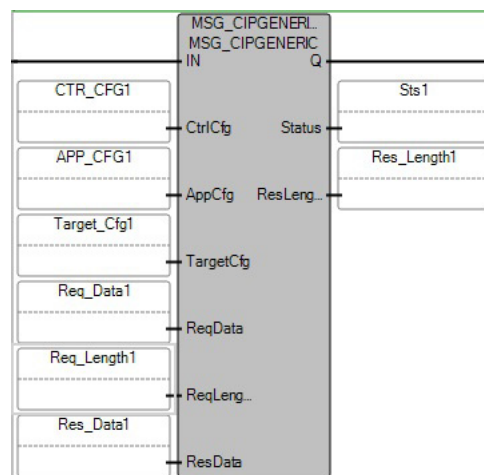 MSG_CIPGENERI...
MSG_CIPGENERIC
IN Q
CTR_CFG1 Sts1
CtrlCfg Status
APP_CFG1 Res_Length1
AppCfg ResLeng...
Target_Cfg1
TargetCfg
Req_Data1
ReqData
Req_Length1
ReqLeng...
Res_Data1
ResData